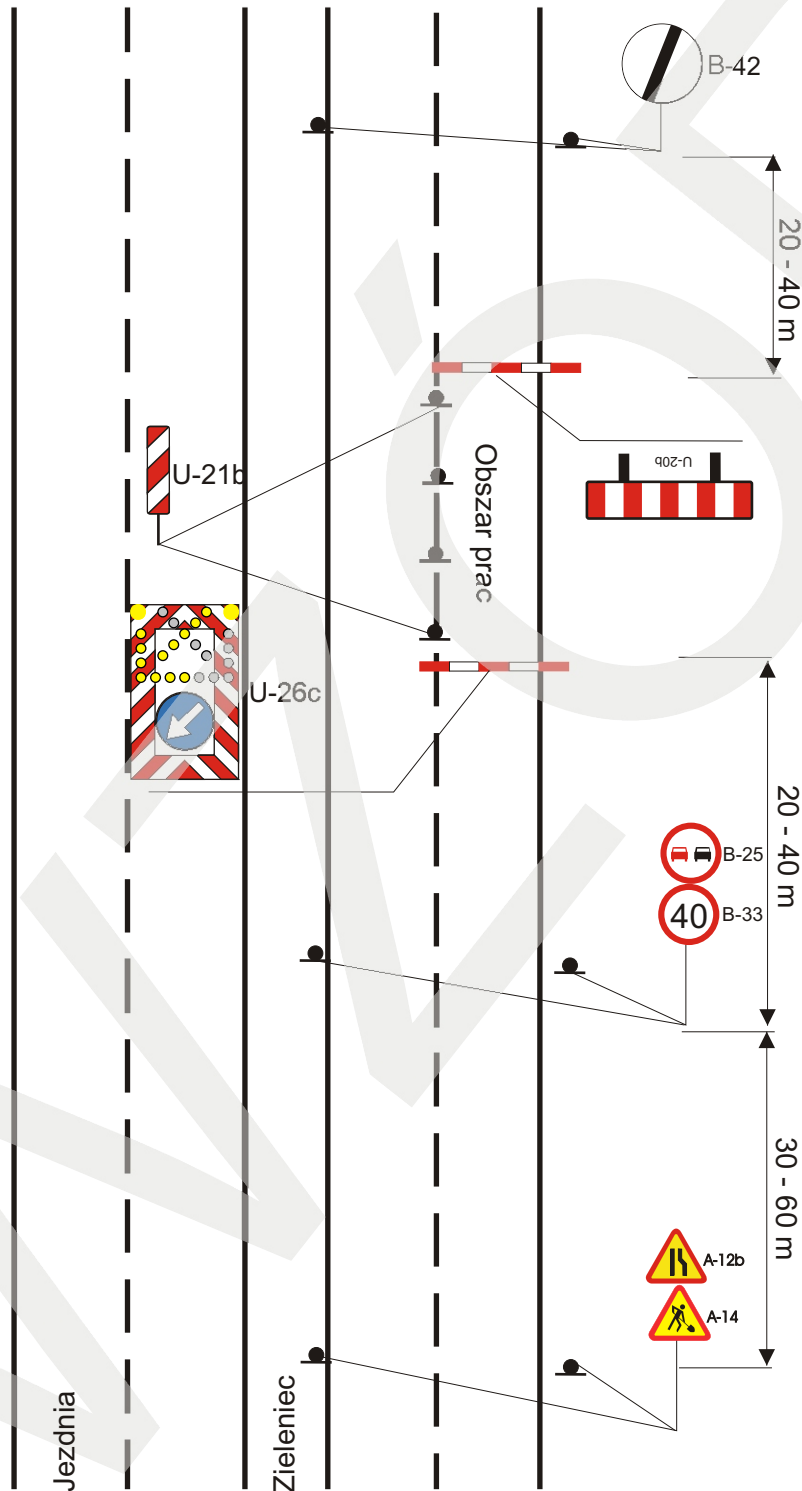 B-42
20 - 40 m
U-21b
Obszar prac
U-20b
U-26c
20 - 40 m
B-25
40
B-33
30 - 60 m
A-12b
A-14
Jezdnia
Zieleniec
WZÓR